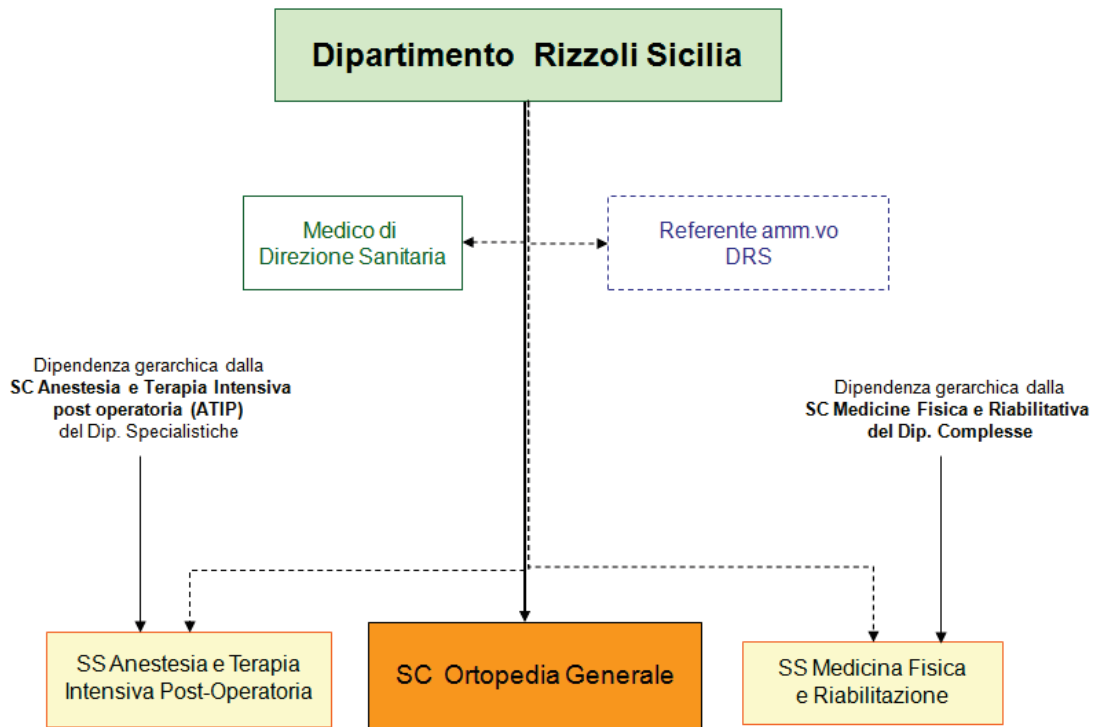 Dipartimento Rizzoli Sicilia
Medico di
Direzione Sanitaria
Referente amm.vo
DRS
Dipendenza gerarchica dalla
SC Anestesia e Terapia Intensiva
post operatoria (ATIP)
del Dip. Specialistiche
Dipendenza gerarchica dalla
SC Medicine Fisica e Riabilitativa
del Dip. Complesse
SS Anestesia e Terapia
Intensiva Post-Operatoria
SC Ortopedia Generale
SS Medicina Fisica
e Riabilitazione